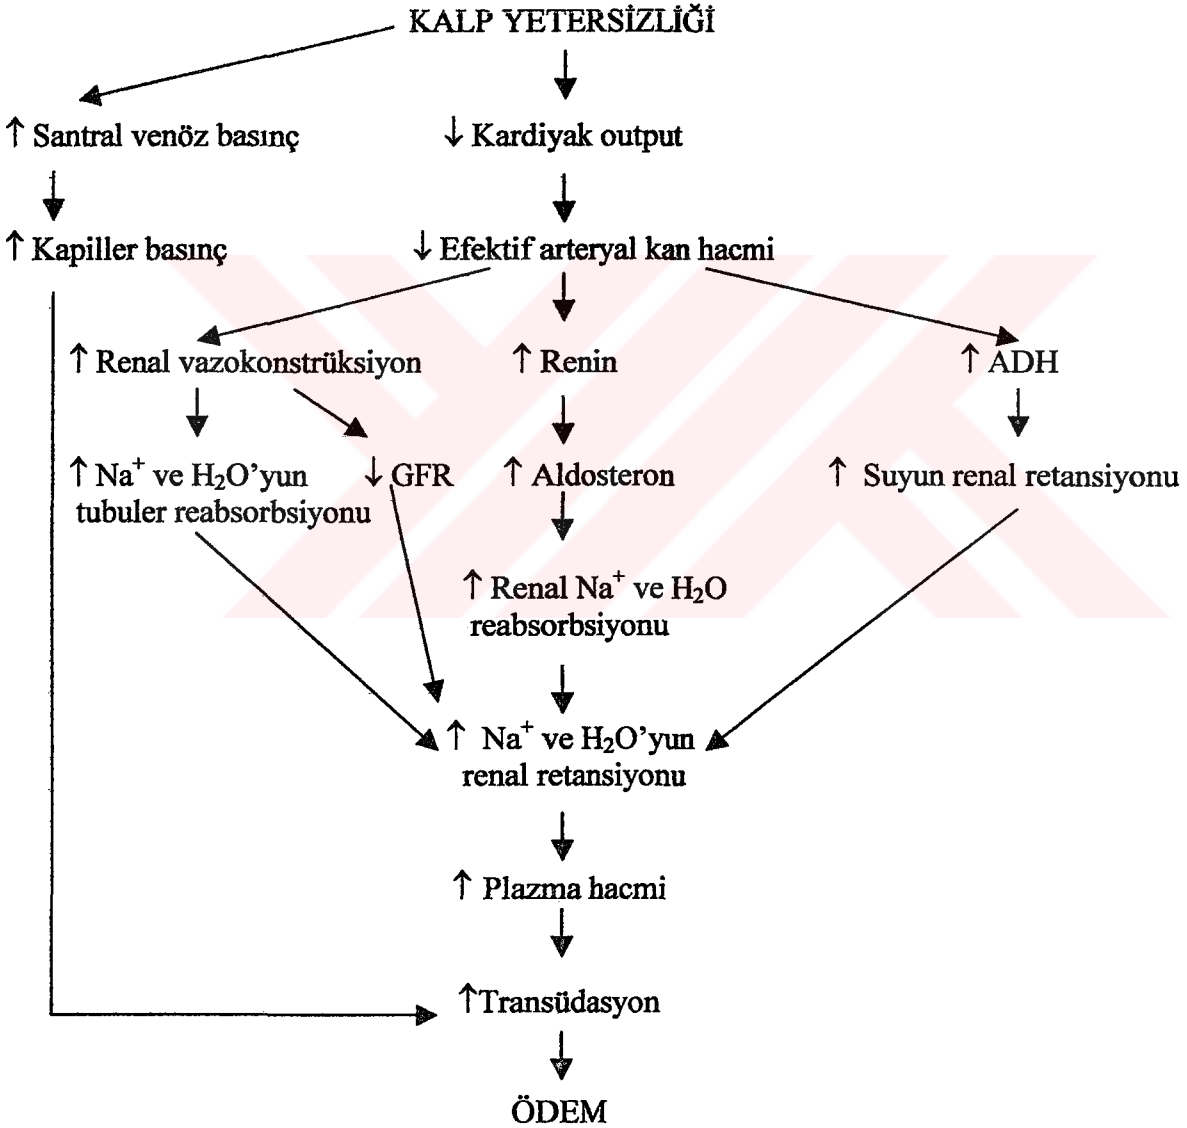 KALP YETERSİZLİĞİ
↑ Santral venöz basınç
↓ Kardiyak output
↑ Kapiller basınç
↓ Efektif arteryal kan hacmi
↑ Renal vazokonstrüksiyon
↑ Renin
↑ ADH
↑ Na⁺ ve H₂O'yun
tubuler reabsorbsiyonu
↓ GFR
↑ Aldosteron
↑ Suyun renal retansiyonu
↑ Renal Na⁺ ve H₂O
reabsorbsiyonu
↑ Na⁺ ve H₂O'yun
renal retansiyonu
↑ Plazma hacmi
↑Transüdasyon
ÖDEM